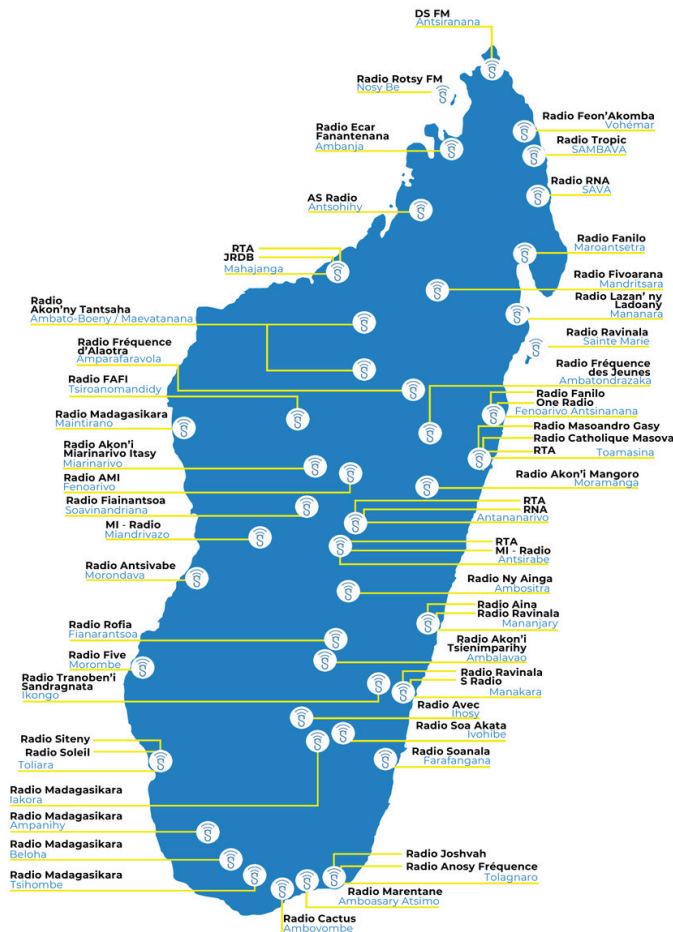 DS FM
Antsiranana
Radio Rotsy FM
Nosy Be
Radio Feon'Akomba
Vohémar
Radio Ecar
Fanantenana
Ambanja
Radio Tropic
SAMBAVA
Radio RNA
SAVA
AS Radio
Antsohihy
RTA
JRDB
Mahajanga
Radio Fanilo
Maroantsetra
Radio Fivoarana
Mandritsara
Radio
Akon'ny Tantsaha
Ambato-Boeny / Maevatanana
Radio Lazan' ny
Ladoany
Mananara
Radio Ravinala
Sainte Marie
Radio Fréquence
d'Alaotra
Amparafaravola
Radio Fréquence
des Jeunes
Ambatondrazaka
Radio FAFI
Tsiroanomandidy
Radio Fanilo
One Radio
Fenoarivo Antsinanana
Radio Madagasikara
Maintirano
Radio Masoandro Gasy
Radio Catholique Masova
RTA
Toamasina
Radio Akon'i
Miarinarivo Itasy
Miarinarivo
Radio AMI
Fenoarivo
Radio Akon'i Mangoro
Moramanga
Radio Fiainantsoa
Soavinandriana
RTA
RNA
Antananarivo
MI - Radio
Miandrivazo
RTA
MI - Radio
Antsirabe
Radio Antsivabe
Morondava
Radio Ny Ainga
Ambositra
Radio Aina
Radio Ravinala
Mananjary
Radio Rofia
Fianarantsoa
Radio Akon'i
Tsienimparihy
Ambalavao
Radio Five
Morombe
Radio Tranoben'i
Sandragnata
Ikongo
Radio Ravinala
S Radio
Manakara
Radio Avec
Ihosy
Radio Soa Akata
Ivohibe
Radio Siteny
Radio Soleil
Toliara
Radio Soanala
Farafangana
Radio Madagasikara
Iakora
Radio Madagasikara
Ampanihy
Radio Madagasikara
Beloha
Radio Madagasikara
Tsihombe
Radio Joshvah
Radio Anosy Fréquence
Tolagnaro
Radio Marentane
Amboasary Atsimo
Radio Cactus
Ambovombe